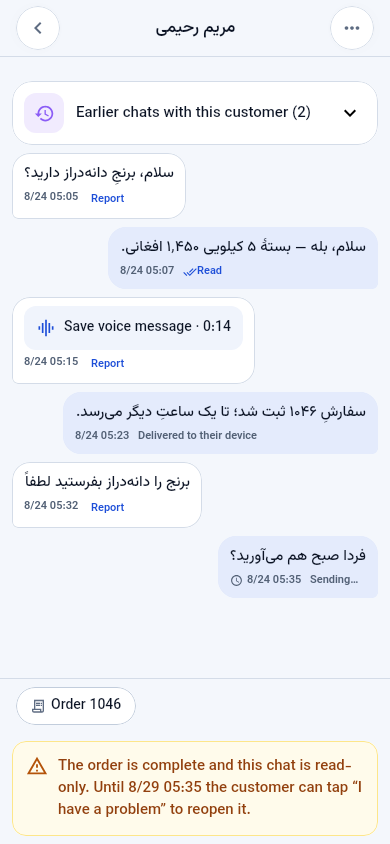 مریم رحیمی
Earlier chats with this customer (2)
سلام، برنجِ دانه‌دراز دارید؟
8/24 05:05 Report
سلام، بله — بستهٔ ۵ کیلویی ۱,۴۵۰ افغانی.
8/24 05:07 Read
Save voice message · 0:14
8/24 05:15 Report
سفارشِ ۱۰۴۶ ثبت شد؛ تا یک ساعتِ دیگر می‌رسد.
8/24 05:23 Delivered to their device
برنج را دانه‌دراز بفرستید لطفاً
8/24 05:32 Report
فردا صبح هم می‌آورید؟
8/24 05:35 Sending…
Order 1046
The order is complete and this chat is read-
only. Until 8/29 05:35 the customer can tap “I
have a problem” to reopen it.